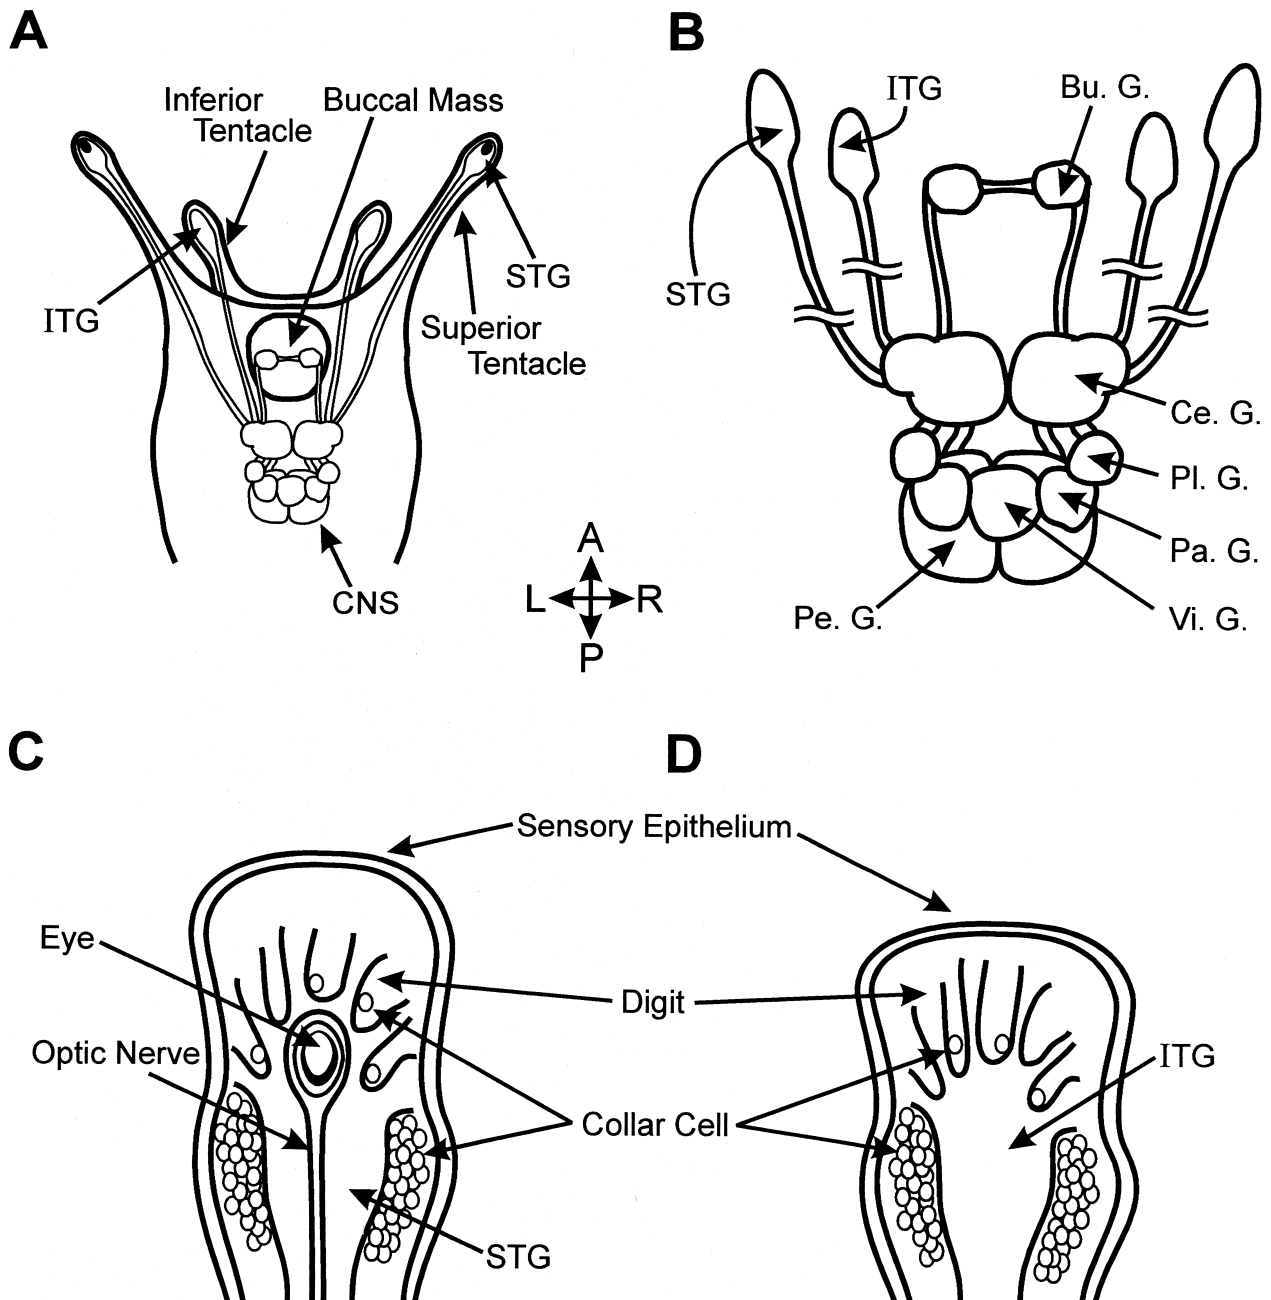 A
Inferior
Tentacle
Buccal Mass
ITG
STG
Superior
Tentacle
CNS
A
L R
P
B
ITG
Bu. G.
STG
Ce. G.
Pl. G.
Pa. G.
Pe. G.
Vi. G.
C
D
Sensory Epithelium
Eye
Digit
Optic Nerve
ITG
Collar Cell
STG